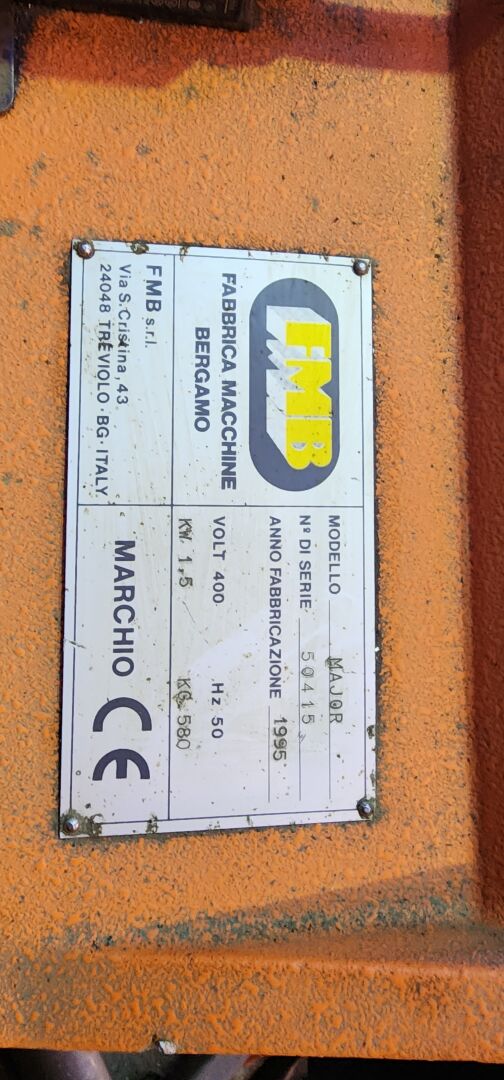 FMB
FABBRICA MACCHINE
BERGAMO
FMB s.r.l.
Via S.Cristina, 43
24048 TREVIOLO · BG · ITALY
MODELLO MAJOR
Nº DI SERIE 50415
ANNO FABBRICAZIONE 1995
VOLT 400 Hz 50
KW. 1,5 KG. 580
MARCHIO CE